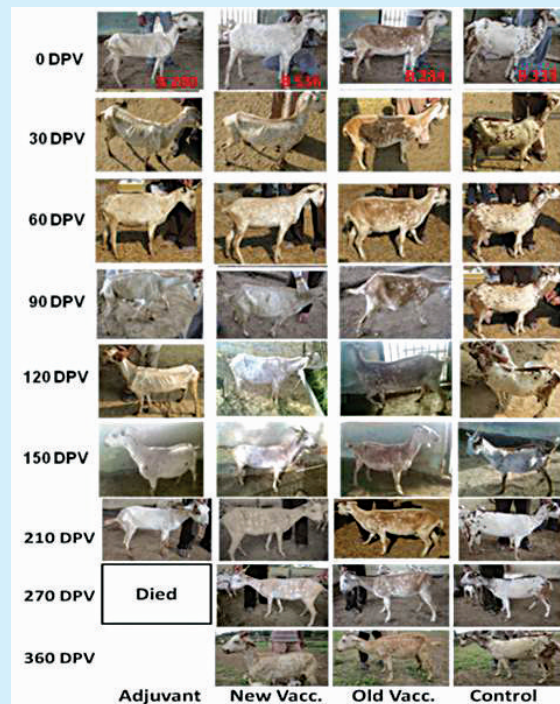 0 DPV
30 DPV
60 DPV
90 DPV
120 DPV
150 DPV
210 DPV
270 DPV Died
360 DPV
Adjuvant New Vacc. Old Vacc. Control